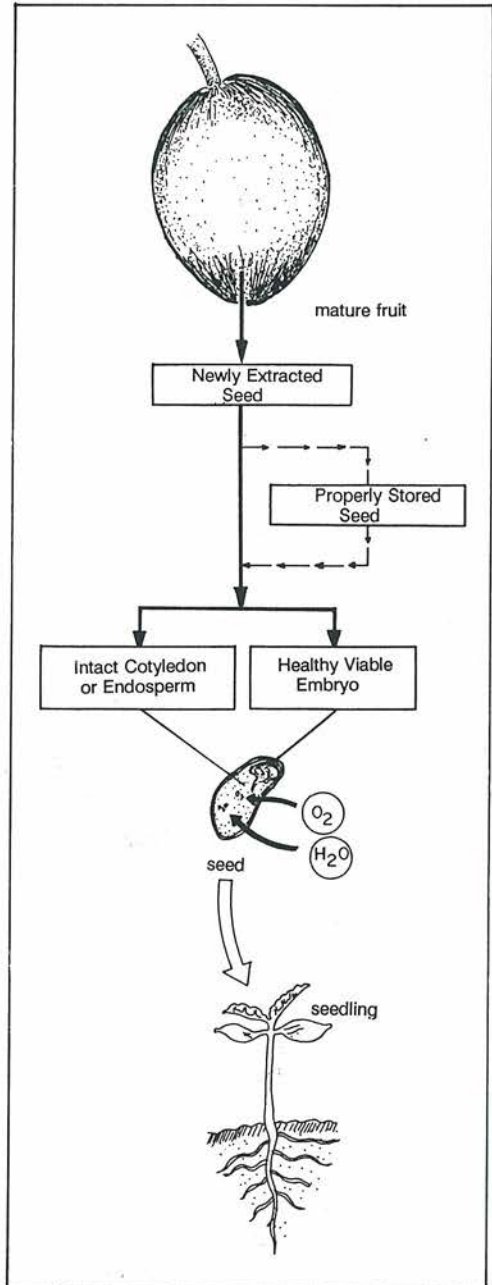 mature fruit
Newly Extracted
Seed
Properly Stored
Seed
Intact Cotyledon
or Endosperm
Healthy Viable
Embryo
O₂
H₂O
seed
seedling